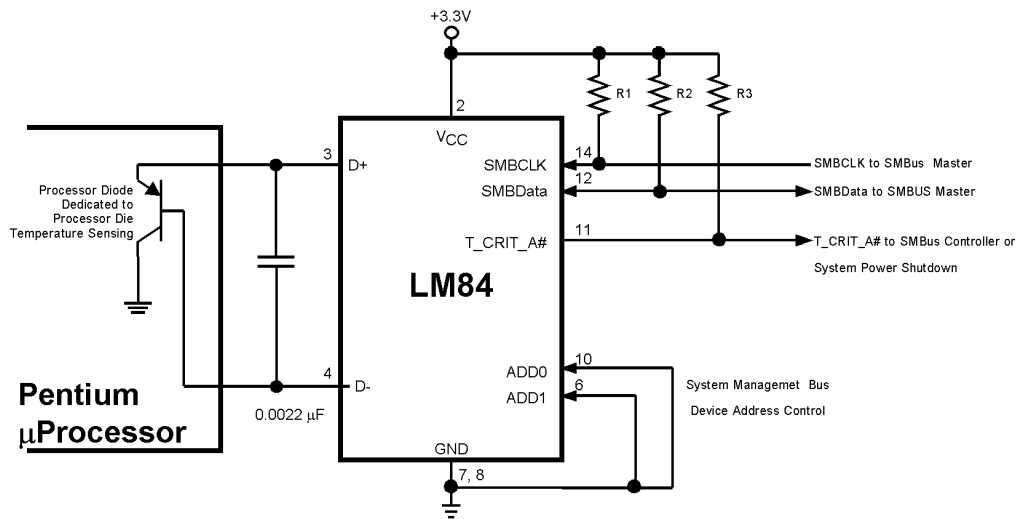 +3.3V
2
R1
R2
R3
VCC
3
D+
SMBCLK
14
SMBCLK to SMBus Master
SMBData
12
SMBData to SMBUS Master
Processor Diode
Dedicated to
Processor Die
Temperature Sensing
T_CRIT_A#
11
T_CRIT_A# to SMBus Controller or
System Power Shutdown
LM84
4
D-
ADD0
10
ADD1
6
System Managemet Bus
Device Address Control
Pentium
µProcessor
0.0022 µF
GND
7, 8